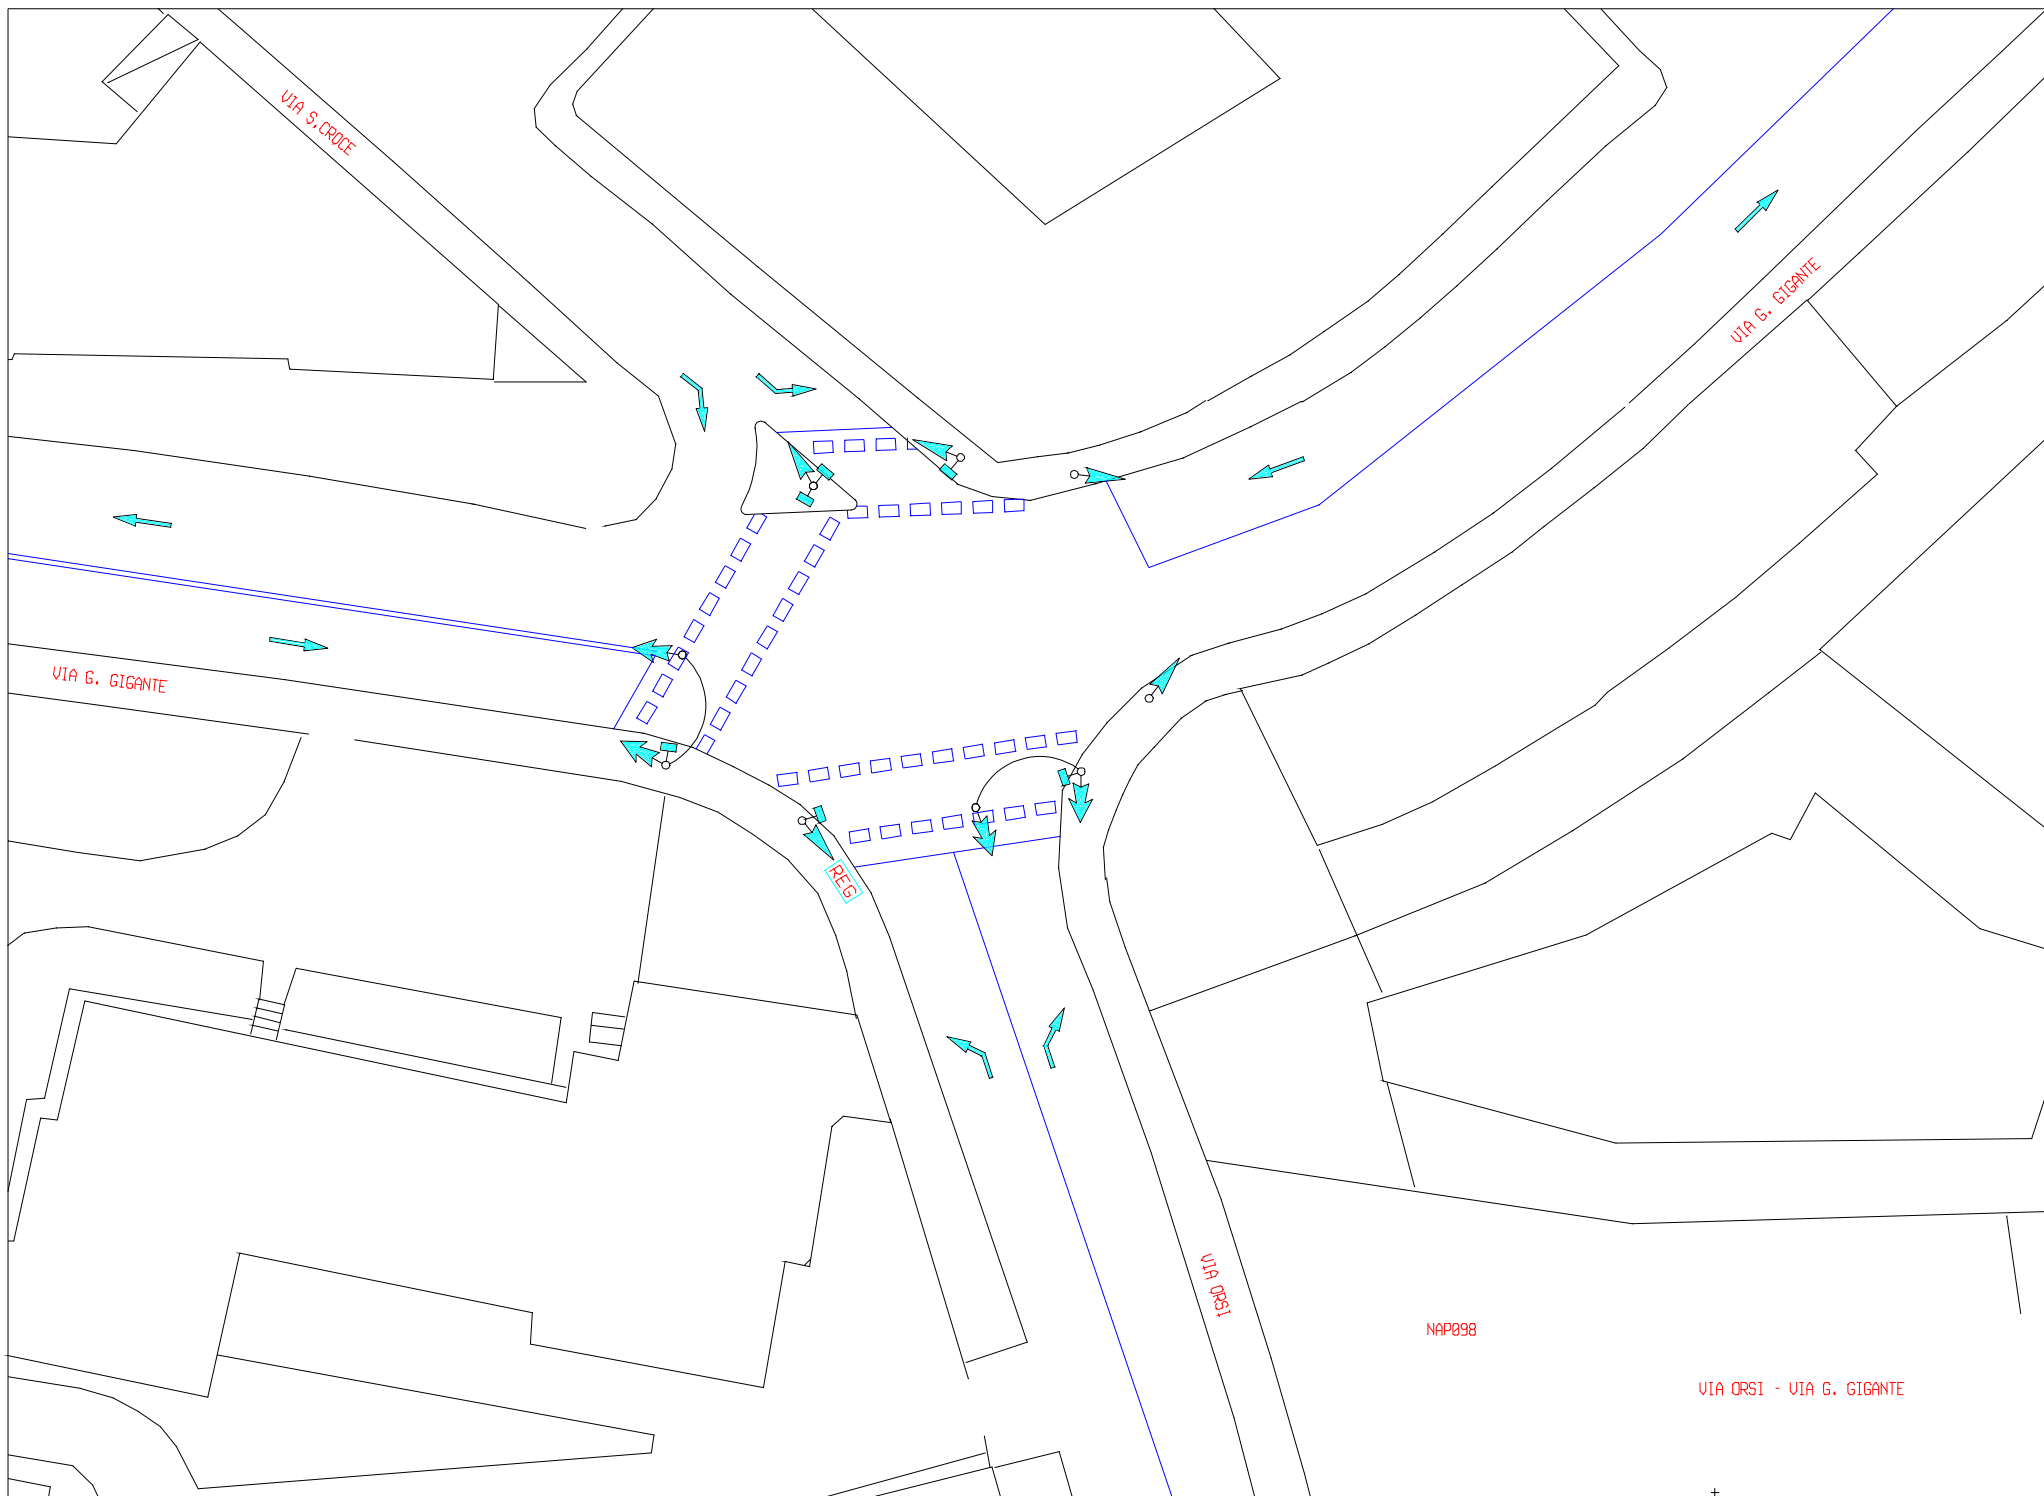 VIA S.CROCE
VIA G. GIGANTE
VIA G. GIGANTE
REG
VIA ORSI
NAP098
VIA ORSI - VIA G. GIGANTE